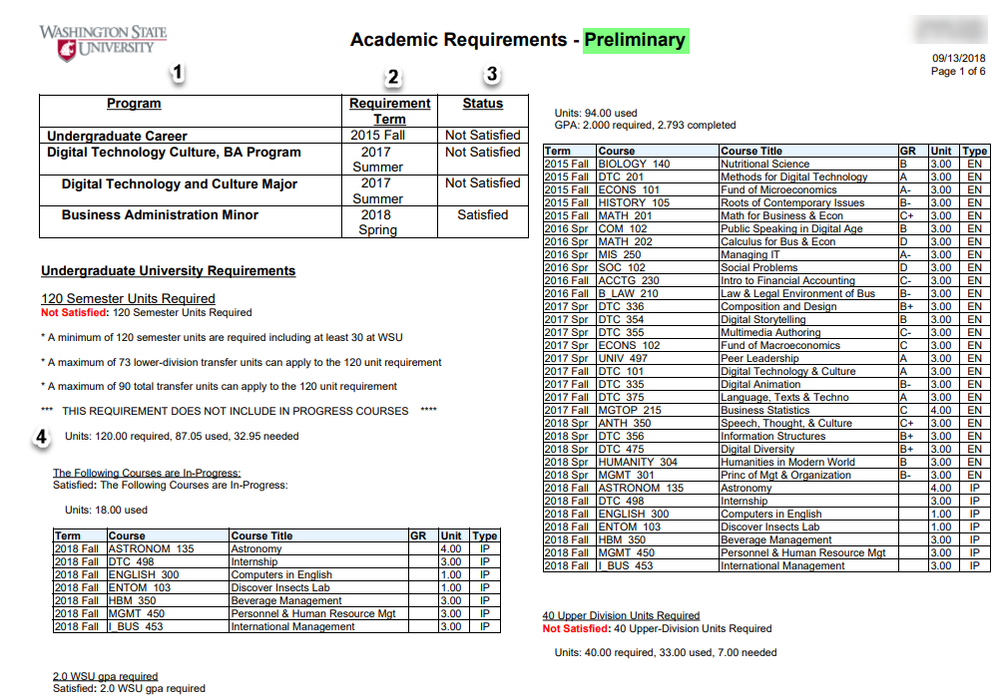 WASHINGTON STATE
UNIVERSITY
Academic Requirements - Preliminary
09/13/2018
Page 1 of 6
1
2
3
Program Requirement Term Status
Undergraduate Career 2015 Fall Not Satisfied
Digital Technology Culture, BA Program 2017 Summer Not Satisfied
Digital Technology and Culture Major 2017 Summer Not Satisfied
Business Administration Minor 2018 Spring Satisfied
Undergraduate University Requirements
120 Semester Units Required
Not Satisfied: 120 Semester Units Required
* A minimum of 120 semester units are required including at least 30 at WSU
* A maximum of 73 lower-division transfer units can apply to the 120 unit requirement
* A maximum of 90 total transfer units can apply to the 120 unit requirement
*** THIS REQUIREMENT DOES NOT INCLUDE IN PROGRESS COURSES ****
4
Units: 120.00 required, 87.05 used, 32.95 needed
The Following Courses are In-Progress:
Satisfied: The Following Courses are In-Progress:
Units: 18.00 used
Term Course Course Title GR Unit Type
2018 Fall ASTRONOM 135 Astronomy 4.00 IP
2018 Fall DTC 498 Internship 3.00 IP
2018 Fall ENGLISH 300 Computers in English 1.00 IP
2018 Fall ENTOM 103 Discover Insects Lab 1.00 IP
2018 Fall HBM 350 Beverage Management 3.00 IP
2018 Fall MGMT 450 Personnel & Human Resource Mgt 3.00 IP
2018 Fall I_BUS 453 International Management 3.00 IP
2.0 WSU gpa required
Satisfied: 2.0 WSU gpa required
Units: 94.00 used
GPA: 2.000 required, 2.793 completed
Term Course Course Title GR Unit Type
2015 Fall BIOLOGY 140 Nutritional Science B 3.00 EN
2015 Fall DTC 201 Methods for Digital Technology A 3.00 EN
2015 Fall ECONS 101 Fund of Microeconomics A- 3.00 EN
2015 Fall HISTORY 105 Roots of Contemporary Issues B- 3.00 EN
2015 Fall MATH 201 Math for Business & Econ C+ 3.00 EN
2016 Spr COM 102 Public Speaking in Digital Age B 3.00 EN
2016 Spr MATH 202 Calculus for Bus & Econ D 3.00 EN
2016 Spr MIS 250 Managing IT A- 3.00 EN
2016 Spr SOC 102 Social Problems D 3.00 EN
2016 Fall ACCTG 230 Intro to Financial Accounting C- 3.00 EN
2016 Fall B_LAW 210 Law & Legal Environment of Bus B- 3.00 EN
2017 Spr DTC 336 Composition and Design B+ 3.00 EN
2017 Spr DTC 354 Digital Storytelling B 3.00 EN
2017 Spr DTC 355 Multimedia Authoring C- 3.00 EN
2017 Spr ECONS 102 Fund of Macroeconomics C 3.00 EN
2017 Spr UNIV 497 Peer Leadership A 3.00 EN
2017 Fall DTC 101 Digital Technology & Culture A 3.00 EN
2017 Fall DTC 335 Digital Animation B- 3.00 EN
2017 Fall DTC 375 Language, Texts & Techno A 3.00 EN
2017 Fall MGTOP 215 Business Statistics C 4.00 EN
2018 Spr ANTH 350 Speech, Thought, & Culture C+ 3.00 EN
2018 Spr DTC 356 Information Structures B+ 3.00 EN
2018 Spr DTC 475 Digital Diversity B+ 3.00 EN
2018 Spr HUMANITY 304 Humanities in Modern World B 3.00 EN
2018 Spr MGMT 301 Princ of Mgt & Organization B- 3.00 EN
2018 Fall ASTRONOM 135 Astronomy 4.00 IP
2018 Fall DTC 498 Internship 3.00 IP
2018 Fall ENGLISH 300 Computers in English 1.00 IP
2018 Fall ENTOM 103 Discover Insects Lab 1.00 IP
2018 Fall HBM 350 Beverage Management 3.00 IP
2018 Fall MGMT 450 Personnel & Human Resource Mgt 3.00 IP
2018 Fall I_BUS 453 International Management 3.00 IP
40 Upper Division Units Required
Not Satisfied: 40 Upper-Division Units Required
Units: 40.00 required, 33.00 used, 7.00 needed